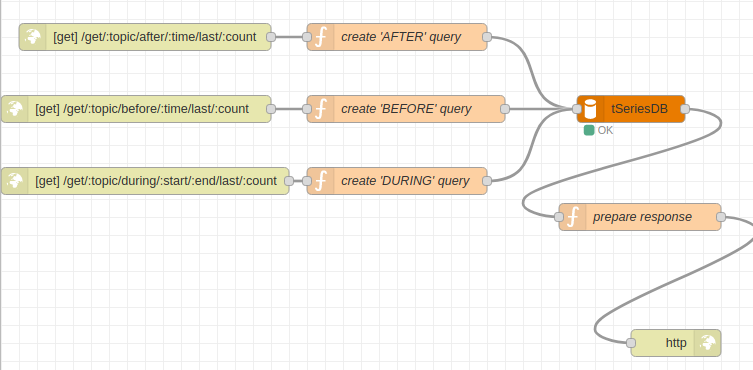 [get] /get/:topic/after/:time/last/:count
create 'AFTER' query
[get] /get/:topic/before/:time/last/:count
create 'BEFORE' query
tSeriesDB
OK
[get] /get/:topic/during/:start/:end/last/:count
create 'DURING' query
prepare response
http